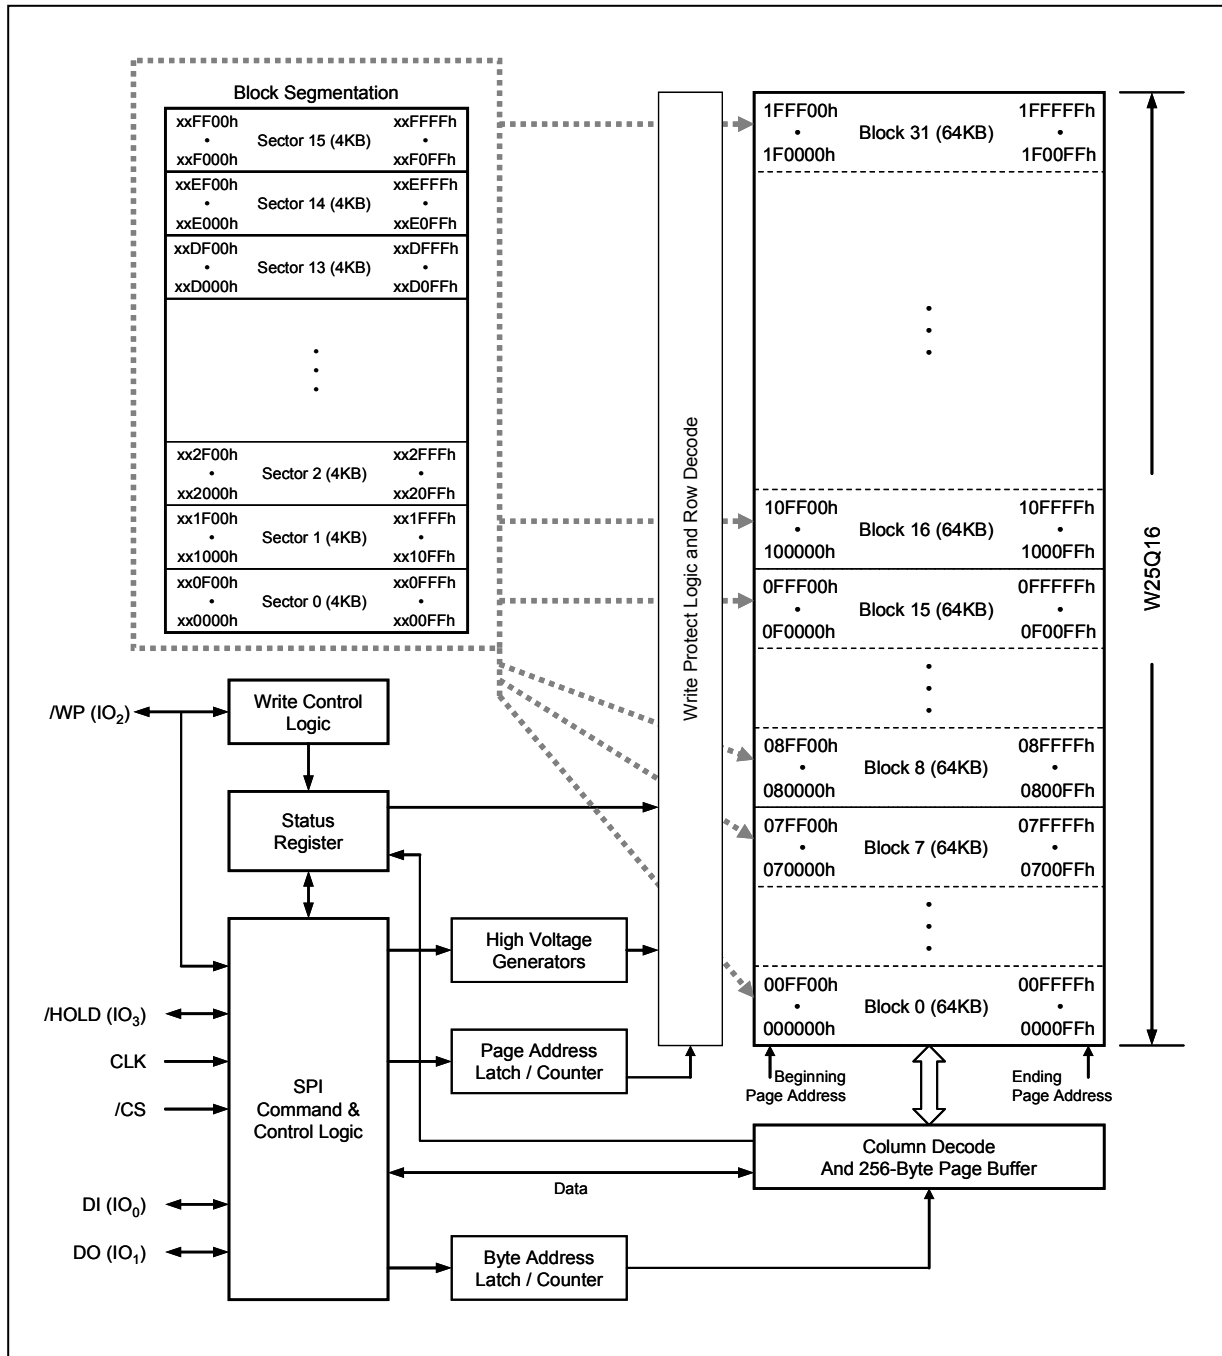 Block Segmentation
xxFF00h xxFFFFh
• Sector 15 (4KB) •
xxF000h xxF0FFh
xxEF00h xxEFFFh
• Sector 14 (4KB) •
xxE000h xxE0FFh
xxDF00h xxDFFFh
• Sector 13 (4KB) •
xxD000h xxD0FFh
xx2F00h xx2FFFh
• Sector 2 (4KB) •
xx2000h xx20FFh
xx1F00h xx1FFFh
• Sector 1 (4KB) •
xx1000h xx10FFh
xx0F00h xx0FFFh
• Sector 0 (4KB) •
xx0000h xx00FFh
Write Protect Logic and Row Decode
1FFF00h 1FFFFFh
• Block 31 (64KB) •
1F0000h 1F00FFh
10FF00h 10FFFFh
• Block 16 (64KB) •
100000h 1000FFh
0FFF00h 0FFFFFh
• Block 15 (64KB) •
0F0000h 0F00FFh
08FF00h 08FFFFh
• Block 8 (64KB) •
080000h 0800FFh
07FF00h 07FFFFh
• Block 7 (64KB) •
070000h 0700FFh
00FF00h 00FFFFh
• Block 0 (64KB) •
000000h 0000FFh
W25Q16
Beginning
Page Address
Ending
Page Address
/WP (IO2)
Write Control
Logic
Status
Register
/HOLD (IO3)
CLK
/CS
DI (IO0)
DO (IO1)
SPI
Command &
Control Logic
High Voltage
Generators
Page Address
Latch / Counter
Column Decode
And 256-Byte Page Buffer
Data
Byte Address
Latch / Counter